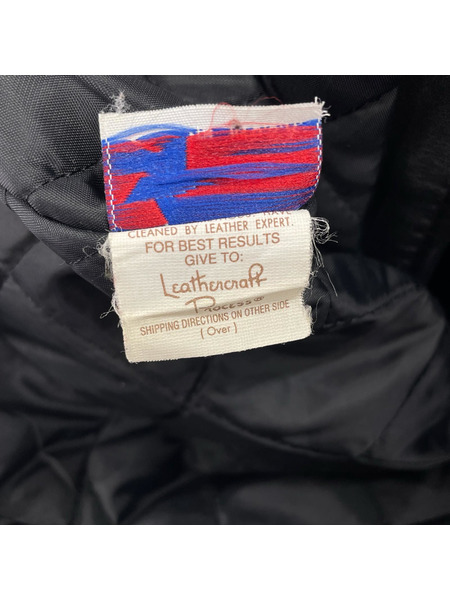 CLEANED BY LEATHER EXPERT.
FOR BEST RESULTS
GIVE TO:
Leathercraft
Process
SHIPPING DIRECTIONS ON OTHER SIDE
(Over)